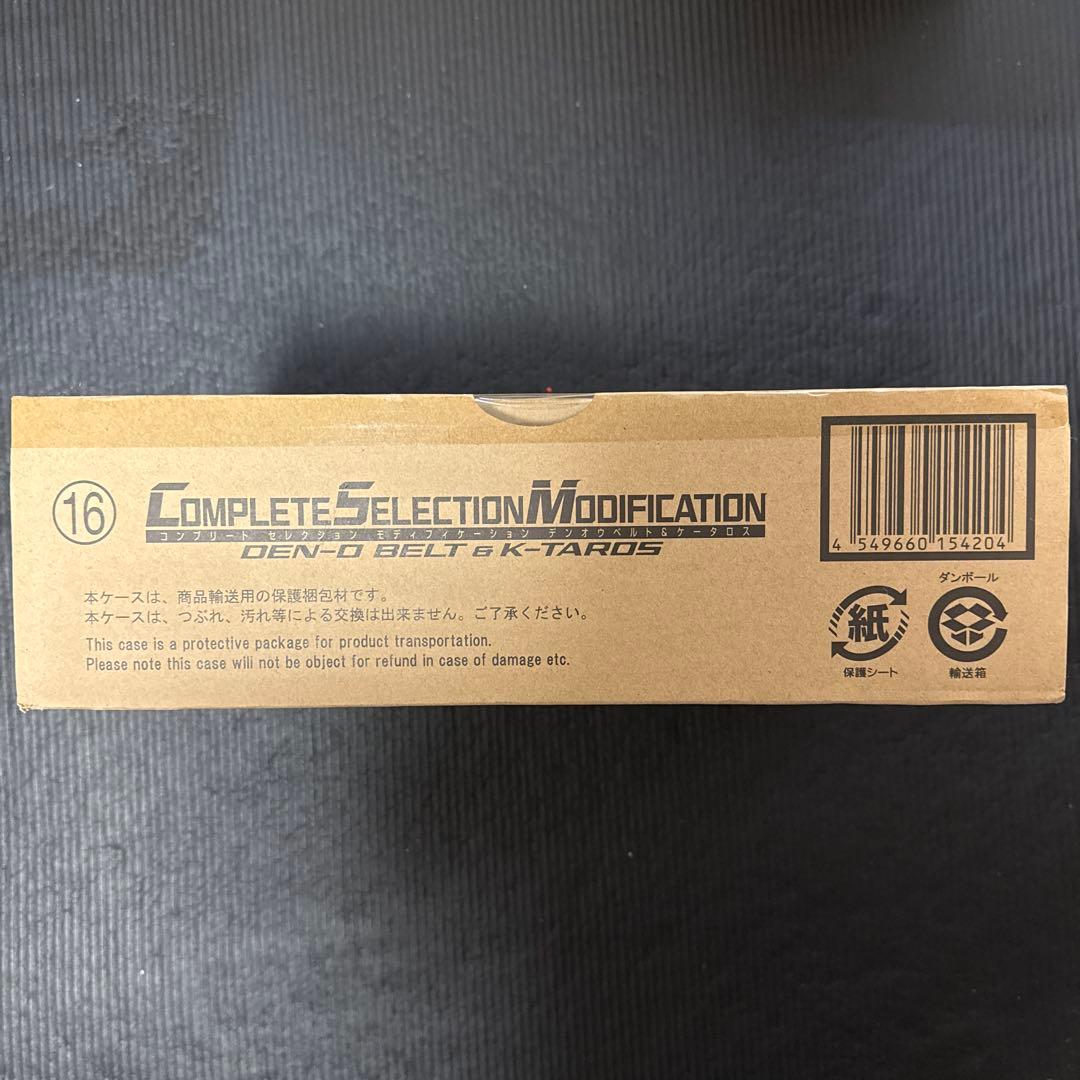 16
COMPLETE SELECTION MODIFICATION
コンプリート セレクション モディフィケーション デンオウベルト&ケータロス
DEN-O BELT & K-TAROS
本ケースは、商品輸送用の保護梱包材です。
本ケースは、つぶれ、汚れ等による交換は出来ません。ご了承ください。
This case is a protective package for product transportation.
Please note this case will not be object for refund in case of damage etc.
4 549660 154204
紙
保護シート
ダンボール
輸送箱